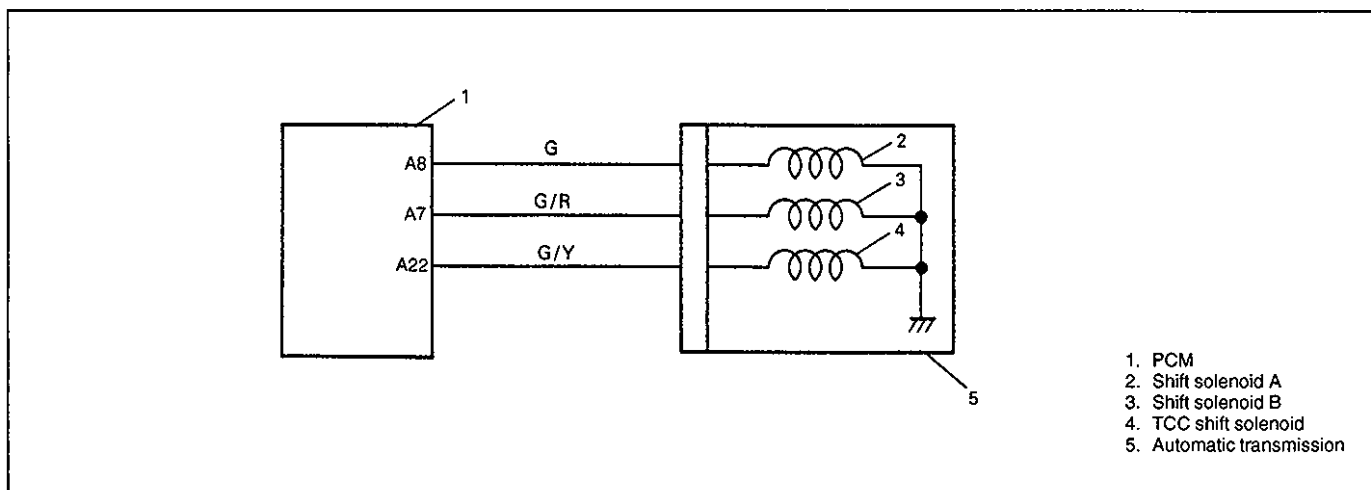 1
A8
G
2
A7
G/R
3
A22
G/Y
4
5
1. PCM
2. Shift solenoid A
3. Shift solenoid B
4. TCC shift solenoid
5. Automatic transmission